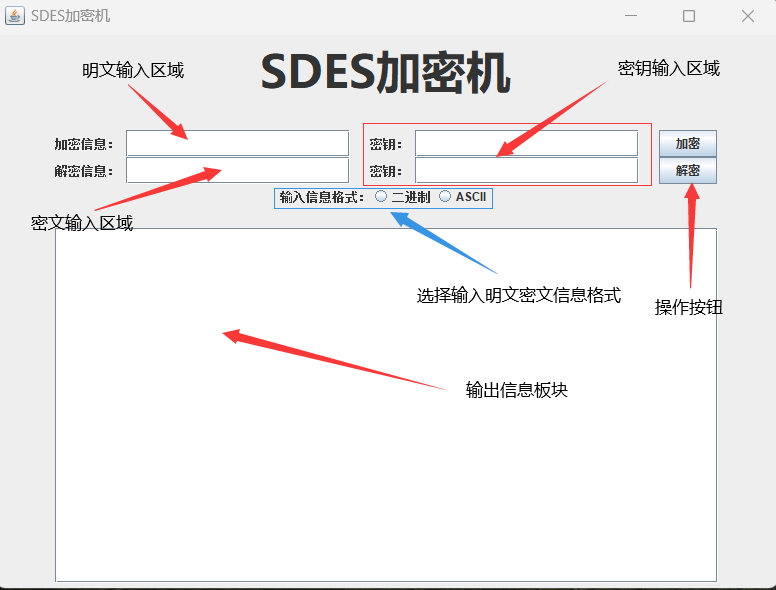 SDES加密机
SDES加密机
明文输入区域
密钥输入区域
加密信息：
密钥：
加密
解密信息：
密钥：
解密
输入信息格式：
二进制
ASCII
密文输入区域
选择输入明文密文信息格式
操作按钮
输出信息板块